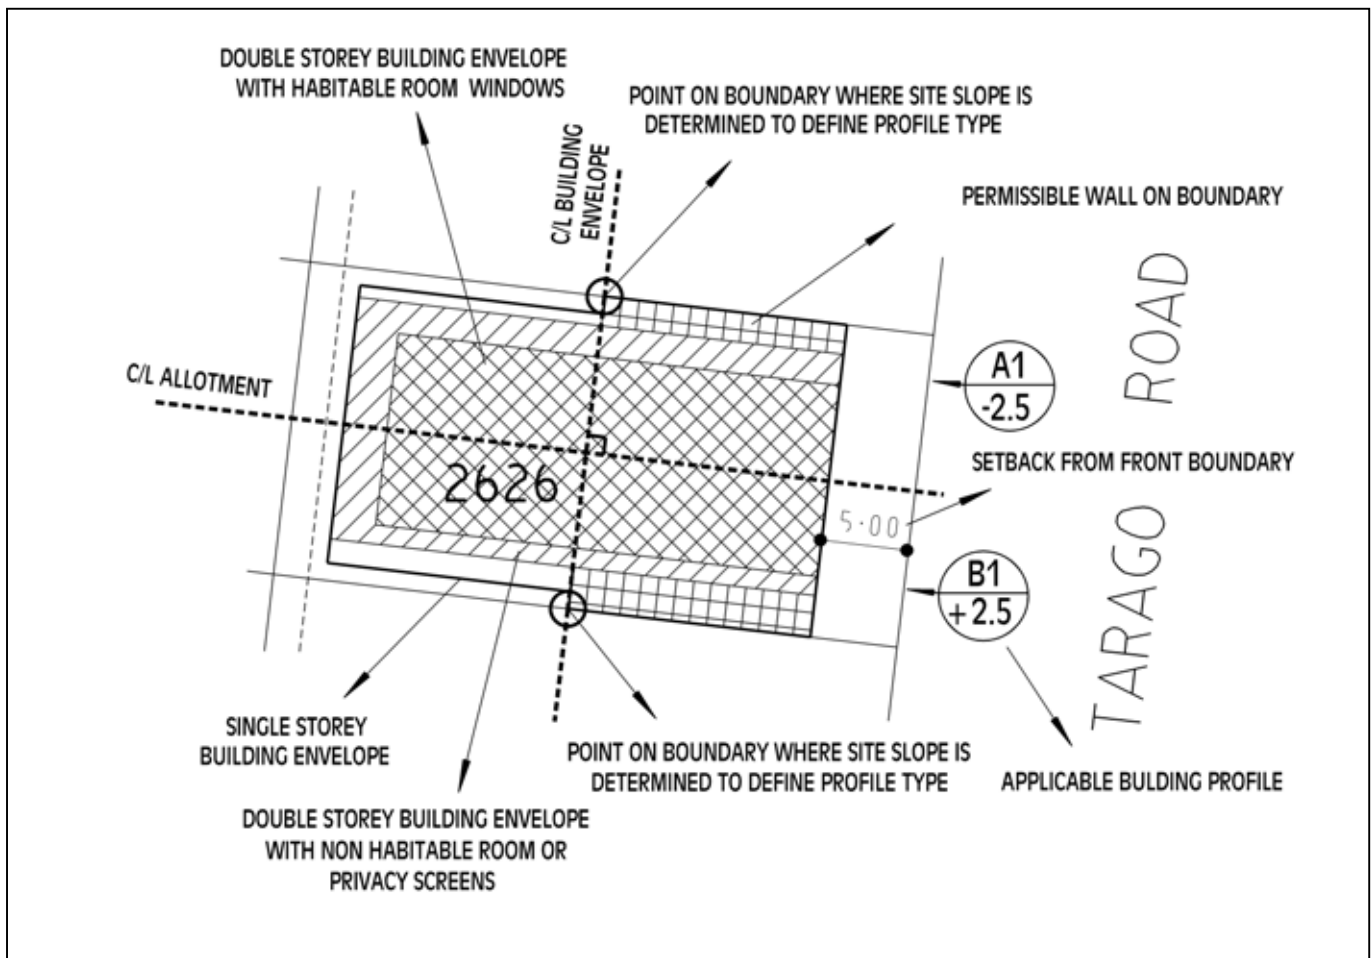 DOUBLE STOREY BUILDING ENVELOPE
WITH HABITABLE ROOM WINDOWS
POINT ON BOUNDARY WHERE SITE SLOPE IS
DETERMINED TO DEFINE PROFILE TYPE
C/L BUILDING
ENVELOPE
PERMISSIBLE WALL ON BOUNDARY
C/L ALLOTMENT
A1
-2.5
SETBACK FROM FRONT BOUNDARY
2626
5.00
B1
+2.5
TARAGO ROAD
SINGLE STOREY
BUILDING ENVELOPE
POINT ON BOUNDARY WHERE SITE SLOPE IS
DETERMINED TO DEFINE PROFILE TYPE
APPLICABLE BULDING PROFILE
DOUBLE STOREY BUILDING ENVELOPE
WITH NON HABITABLE ROOM OR
PRIVACY SCREENS